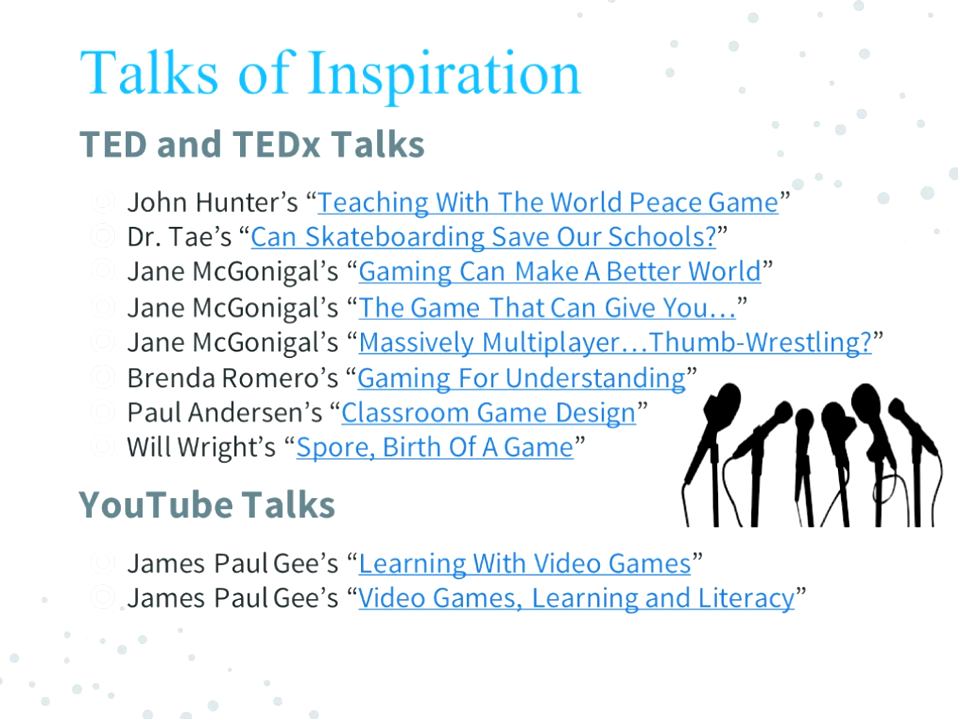 Talks of Inspiration
TED and TEDx Talks
John Hunter’s “Teaching With The World Peace Game”
Dr. Tae’s “Can Skateboarding Save Our Schools?”
Jane McGonigal’s “Gaming Can Make A Better World”
Jane McGonigal’s “The Game That Can Give You…”
Jane McGonigal’s “Massively Multiplayer…Thumb-Wrestling?”
Brenda Romero’s “Gaming For Understanding”
Paul Andersen’s “Classroom Game Design”
Will Wright’s “Spore, Birth Of A Game”
YouTube Talks
James Paul Gee’s “Learning With Video Games”
James Paul Gee’s “Video Games, Learning and Literacy”